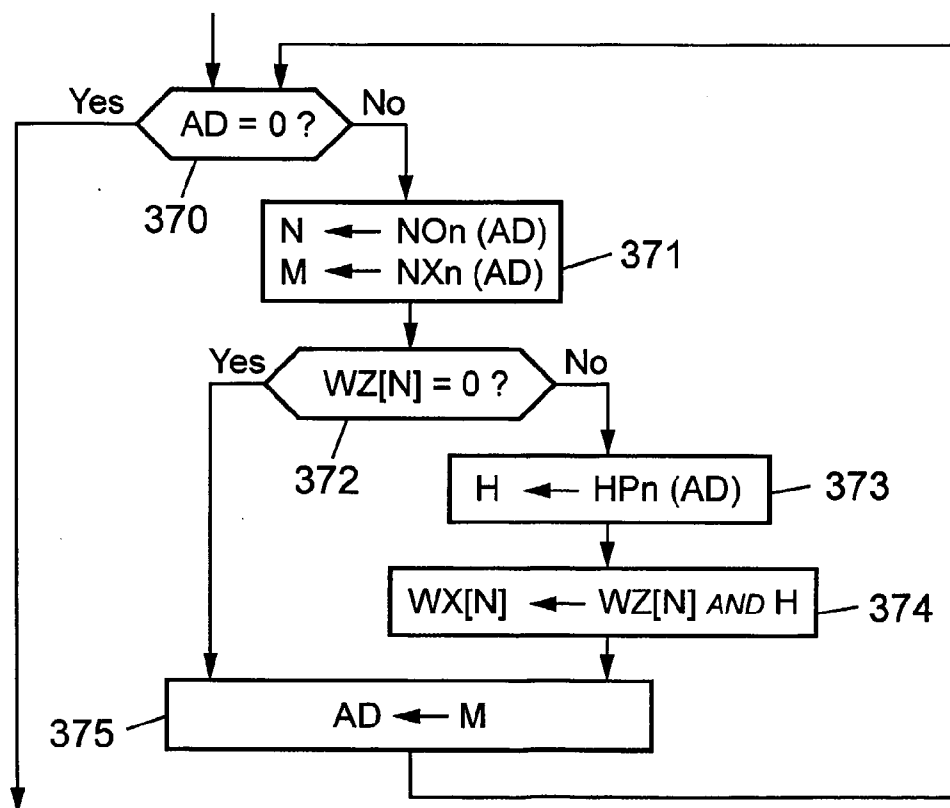 Yes
No
AD = 0 ?
370
N ← NOn (AD)
M ← NXn (AD)
371
Yes
No
WZ[N] = 0 ?
372
H ← HPn (AD)
373
WX[N] ← WZ[N] AND H
374
AD ← M
375